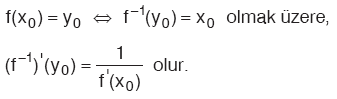 f(x₀) = y₀ ⇔ f⁻¹(y₀) = x₀ olmak üzere,
(f⁻¹)'(y₀) = 1 / f'(x₀) olur.